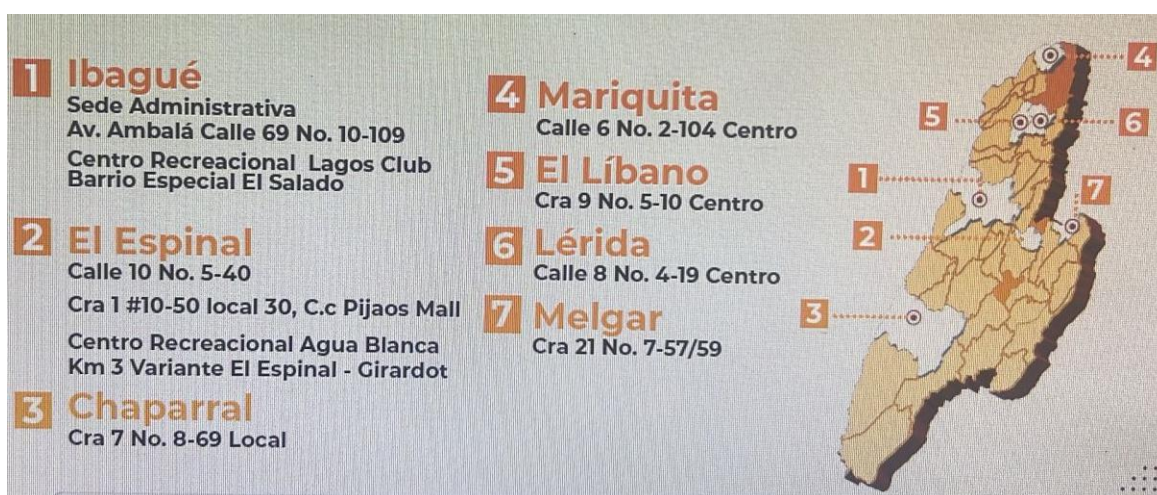 1 Ibagué
Sede Administrativa
Av. Ambalá Calle 69 No. 10-109
Centro Recreacional Lagos Club
Barrio Especial El Salado
2 El Espinal
Calle 10 No. 5-40
Cra 1 #10-50 local 30, C.c Pijaos Mall
Centro Recreacional Agua Blanca
Km 3 Variante El Espinal - Girardot
3 Chaparral
Cra 7 No. 8-69 Local
4 Mariquita
Calle 6 No. 2-104 Centro
5 El Líbano
Cra 9 No. 5-10 Centro
6 Lérida
Calle 8 No. 4-19 Centro
7 Melgar
Cra 21 No. 7-57/59
4
5
6
1
7
2
3